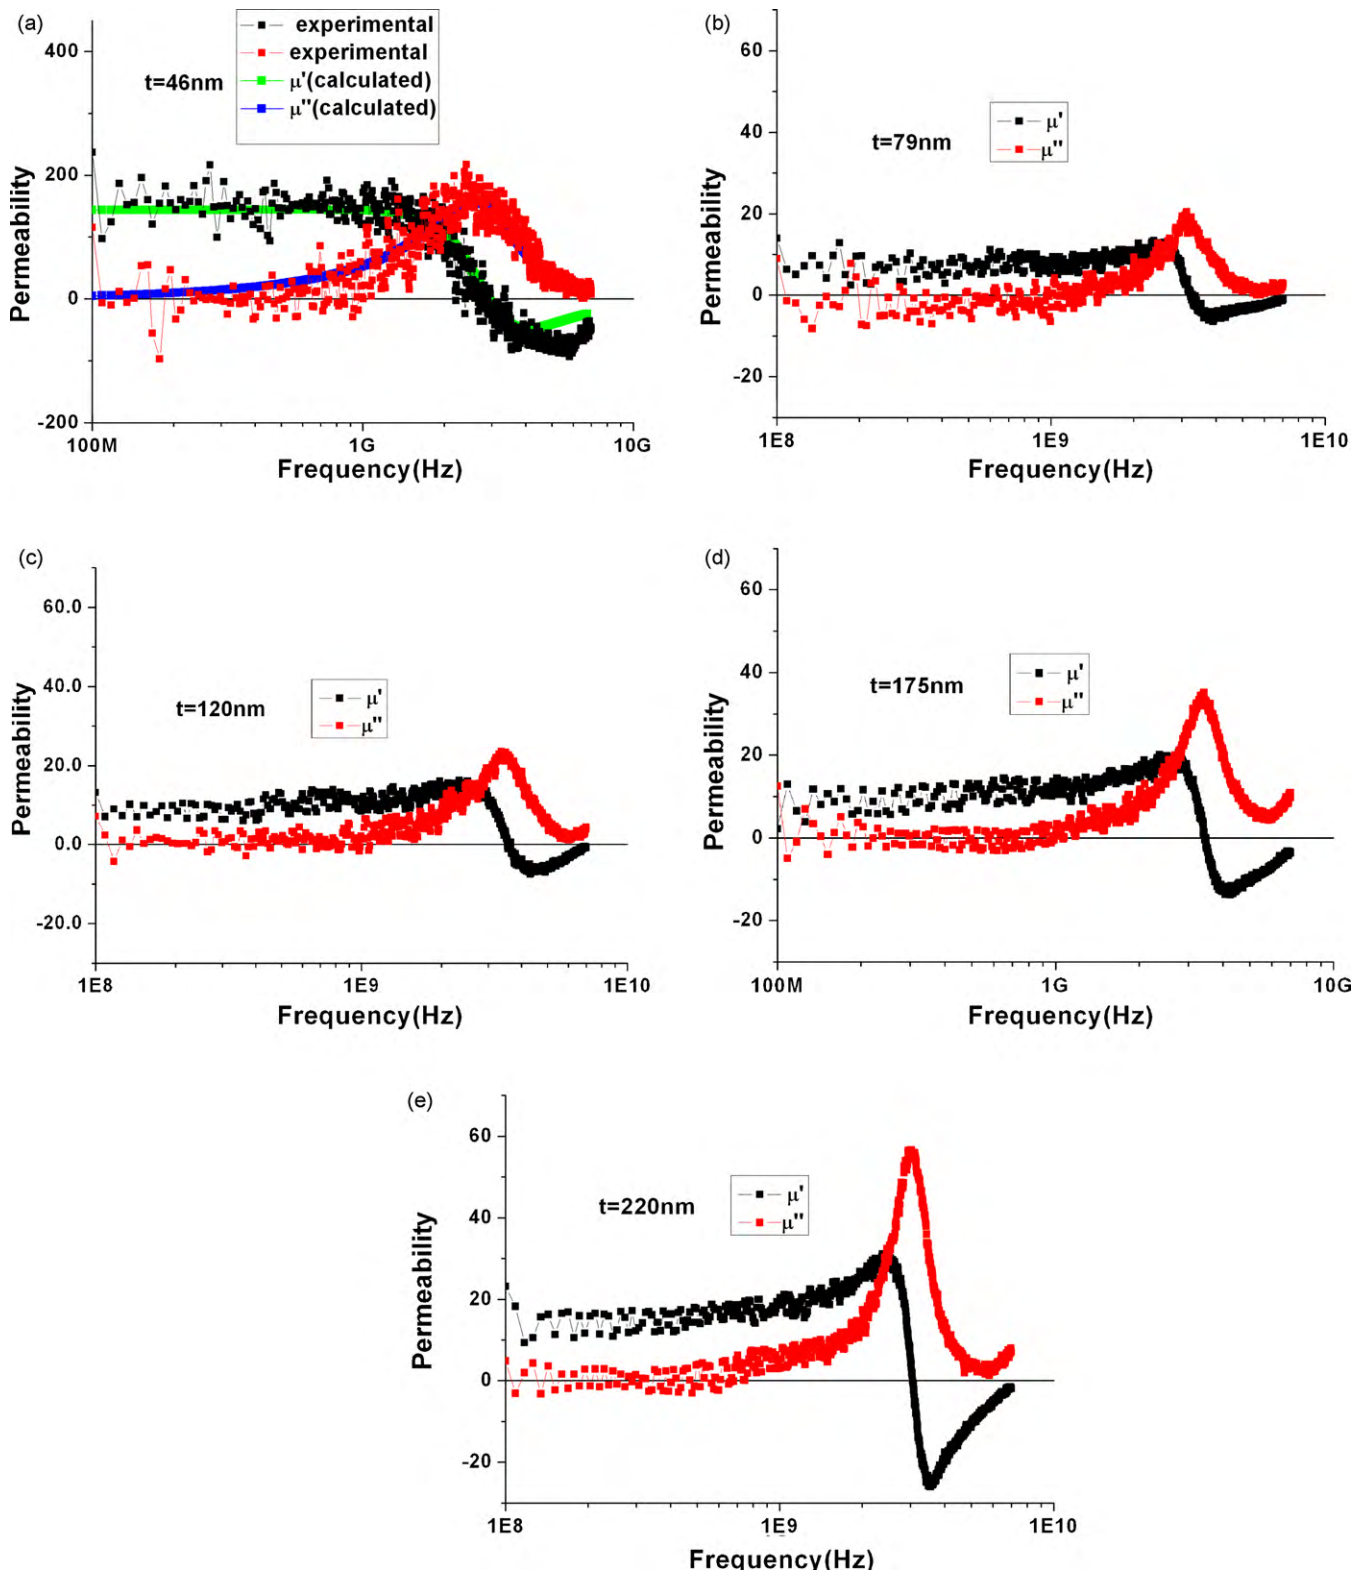 (a)
experimental
experimental
μ'(calculated)
μ''(calculated)
t=46nm
400
200
0
-200
Permeability
100M
1G
10G
Frequency(Hz)
(b)
60
40
20
0
-20
t=79nm
μ'
μ''
Permeability
1E8
1E9
1E10
Frequency(Hz)
(c)
60.0
40.0
20.0
0.0
-20.0
t=120nm
μ'
μ''
Permeability
1E8
1E9
1E10
Frequency(Hz)
(d)
60
40
20
0
-20
t=175nm
μ'
μ''
Permeability
100M
1G
10G
Frequency(Hz)
(e)
60
40
20
0
-20
t=220nm
μ'
μ''
Permeability
1E8
1E9
1E10
Frequency(Hz)